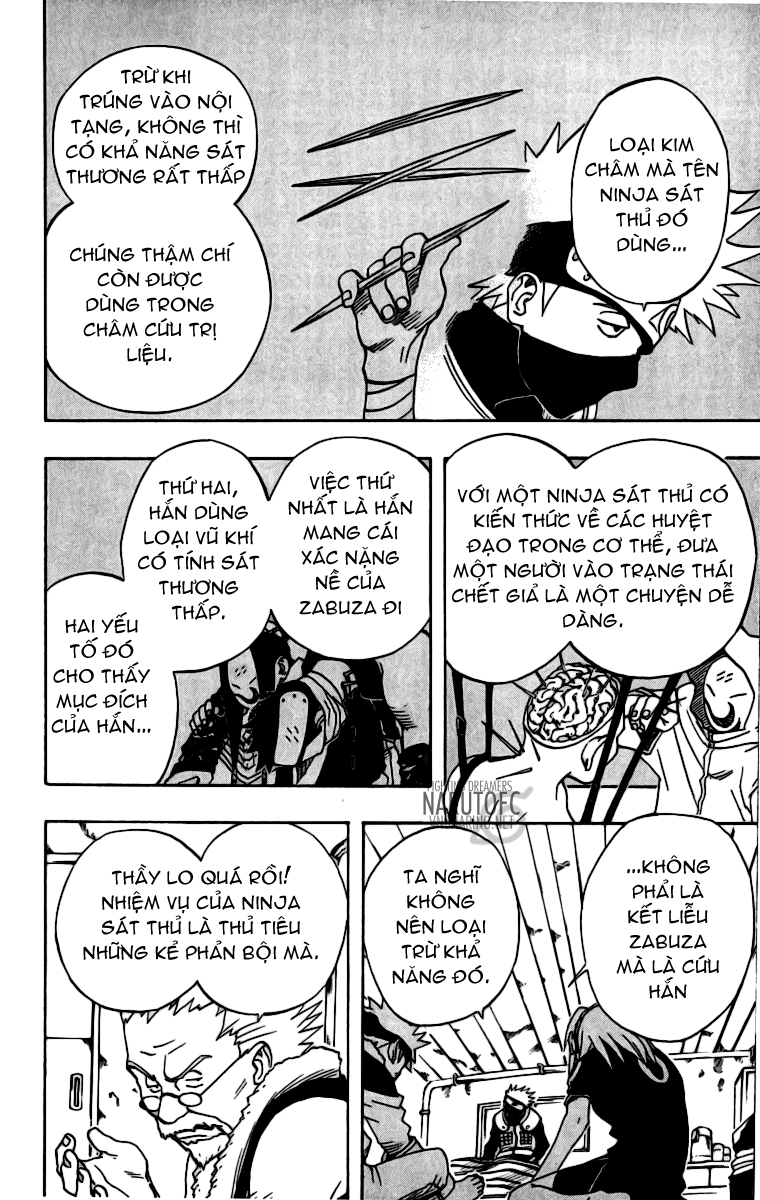 LOẠI KIM
CHÂM MÀ TÊN
NINJA SÁT
THỦ ĐÓ
DÙNG...
TRỪ KHI
TRÚNG VÀO NỘI
TẠNG, KHÔNG THÌ
CÓ KHẢ NĂNG SÁT
THƯƠNG RẤT THẤP
CHÚNG THẬM CHÍ
CÒN ĐƯỢC
DÙNG TRONG
CHÂM CỨU TRỊ
LIỆU.
VỚI MỘT NINJA SÁT THỦ CÓ
KIẾN THỨC VỀ CÁC HUYỆT
ĐẠO TRONG CƠ THỂ, ĐƯA
MỘT NGƯỜI VÀO TRẠNG THÁI
CHẾT GIẢ LÀ MỘT CHUYỆN DỄ
DÀNG.
VIỆC THỨ
NHẤT LÀ HẮN
MANG CÁI
XÁC NẶNG
NỀ CỦA
ZABUZA ĐI
THỨ HAI,
HẮN DÙNG
LOẠI VŨ KHÍ
CÓ TÍNH SÁT
THƯƠNG
THẤP.
HAI YẾU
TỐ ĐÓ
CHO THẤY
MỤC ĐÍCH
CỦA HẮN...
FIGHTING DREAMERS
NARUTOFC
...KHÔNG
PHẢI LÀ
KẾT LIỄU
ZABUZA
MÀ LÀ CỨU
HẮN
TA NGHĨ
KHÔNG
NÊN LOẠI
TRỪ KHẢ
NĂNG ĐÓ.
THẦY LO QUÁ RỒI!
NHIỆM VỤ CỦA NINJA
SÁT THỦ LÀ THỦ TIÊU
NHỮNG KẺ PHẢN BỘI MÀ.